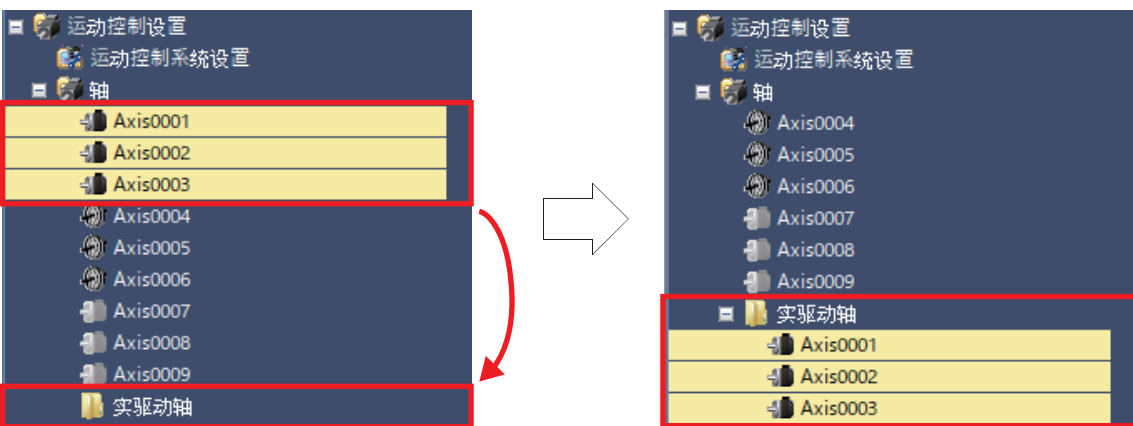 运动控制设置
运动控制系统设置
轴
Axis0001
Axis0002
Axis0003
Axis0004
Axis0005
Axis0006
Axis0007
Axis0008
Axis0009
实驱动轴
运动控制设置
运动控制系统设置
轴
Axis0004
Axis0005
Axis0006
Axis0007
Axis0008
Axis0009
实驱动轴
Axis0001
Axis0002
Axis0003